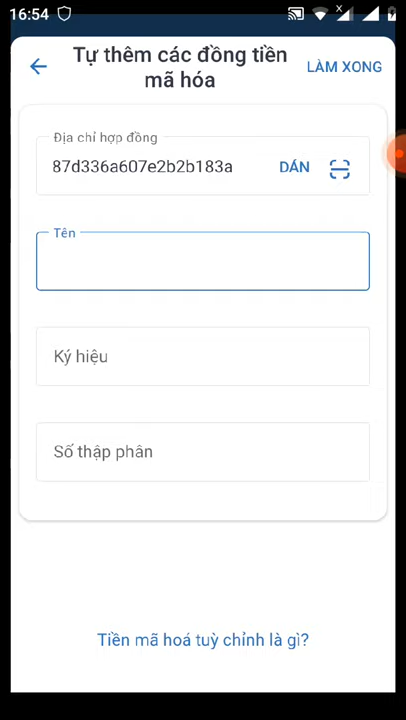 16:54
Tự thêm các đồng tiền
mã hóa
LÀM XONG
Địa chỉ hợp đồng
87d336a607e2b2b183a
DÁN
Tên
Ký hiệu
Số thập phân
Tiền mã hoá tuỳ chỉnh là gì?